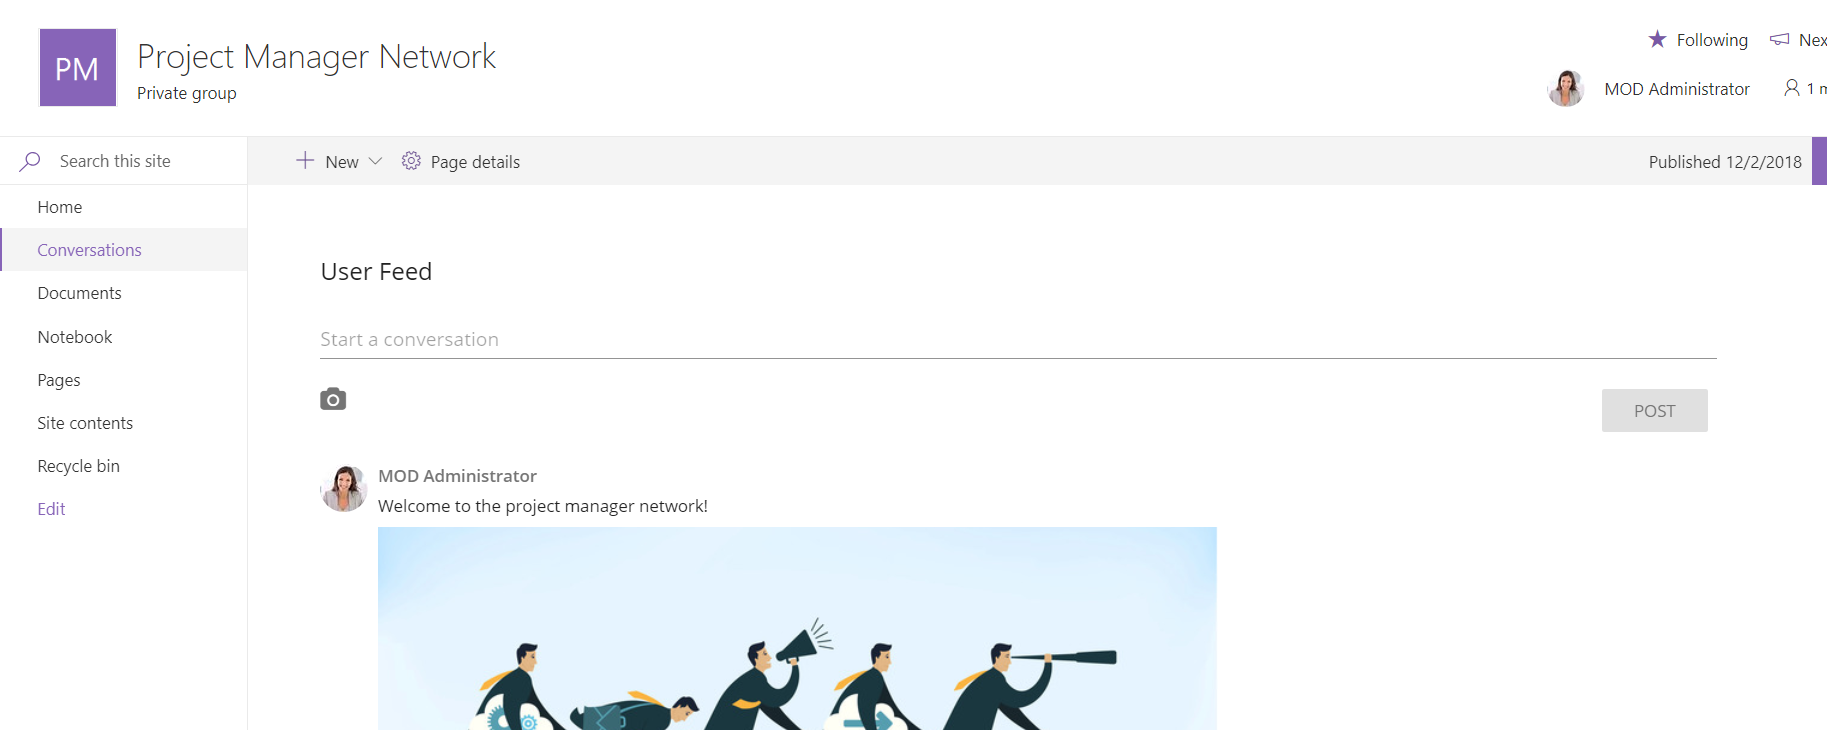 PM
Project Manager Network
Private group
Following
MOD Administrator
1
Search this site
New
Page details
Published 12/2/2018
Home
Conversations
Documents
Notebook
Pages
Site contents
Recycle bin
Edit
User Feed
Start a conversation
POST
MOD Administrator
Welcome to the project manager network!